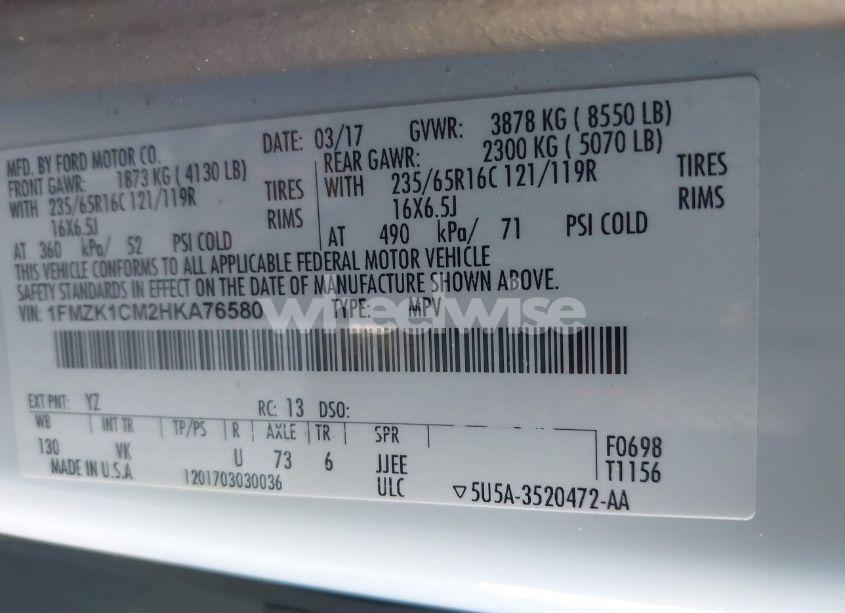 MFD. BY FORD MOTOR CO.
DATE: 03/17 GVWR: 3878 KG ( 8550 LB)
FRONT GAWR: 1873 KG ( 4130 LB)
WITH 235/65R16C 121/119R TIRES
16X6.5J RIMS
AT 360 kPa/ 52 PSI COLD
REAR GAWR: 2300 KG ( 5070 LB)
WITH 235/65R16C 121/119R TIRES
16X6.5J RIMS
AT 490 kPa/ 71 PSI COLD
THIS VEHICLE CONFORMS TO ALL APPLICABLE FEDERAL MOTOR VEHICLE
SAFETY STANDARDS IN EFFECT ON THE DATE OF MANUFACTURE SHOWN ABOVE.
VIN: 1FMZK1CM2HKA76580 TYPE: MPV
wheelwise
EXT PNT: YZ RC: 13 DSO:
WB INT TR TP/PS R AXLE TR SPR
130 VK U 73 6 JJEE
ULC
F0698
T1156
MADE IN U.S.A 1201703030036
▽5U5A-3520472-AA